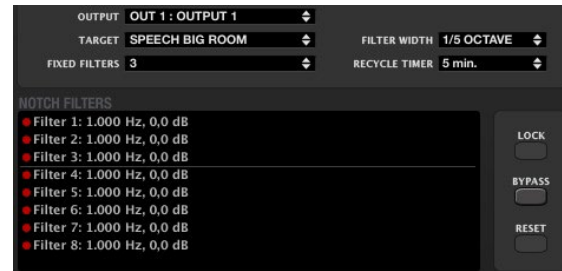 OUTPUT OUT 1 : OUTPUT 1
TARGET SPEECH BIG ROOM FILTER WIDTH 1/5 OCTAVE
FIXED FILTERS 3 RECYCLE TIMER 5 min.
NOTCH FILTERS
Filter 1: 1.000 Hz, 0,0 dB
Filter 2: 1.000 Hz, 0,0 dB
Filter 3: 1.000 Hz, 0,0 dB
Filter 4: 1.000 Hz, 0,0 dB
Filter 5: 1.000 Hz, 0,0 dB
Filter 6: 1.000 Hz, 0,0 dB
Filter 7: 1.000 Hz, 0,0 dB
Filter 8: 1.000 Hz, 0,0 dB
LOCK
BYPASS
RESET